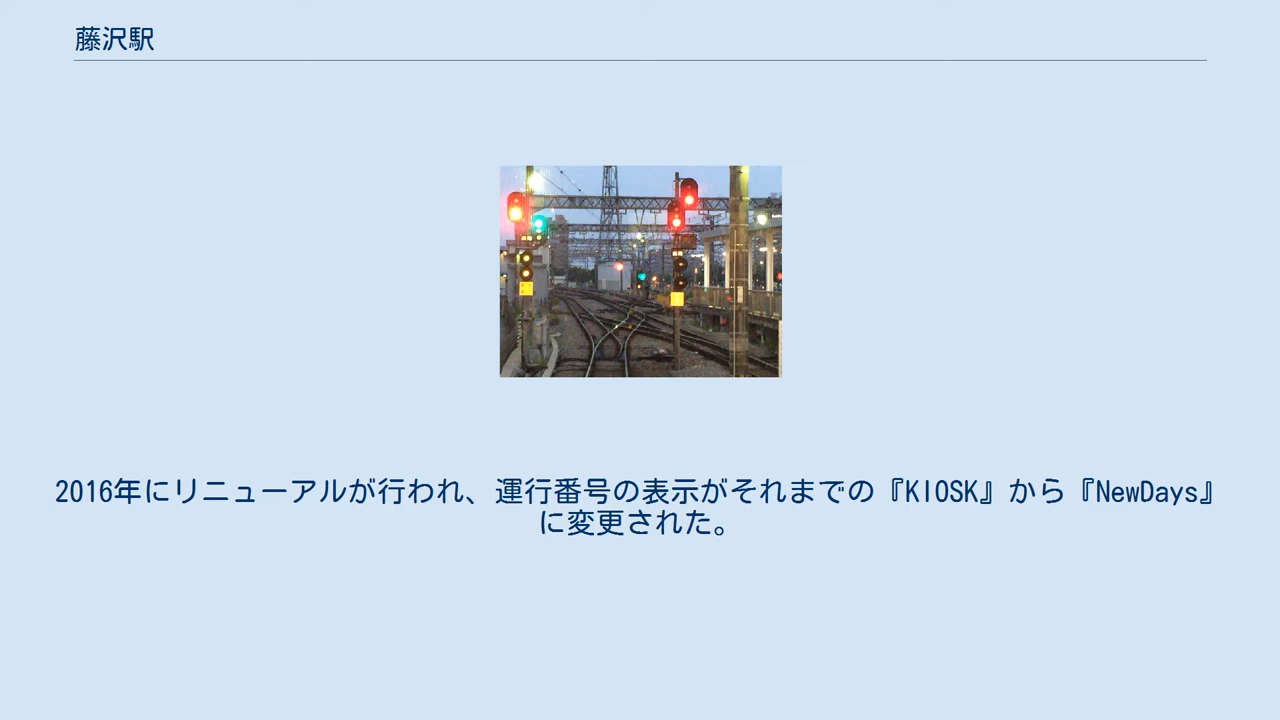 藤沢駅
2016年にリニューアルが行われ、運行番号の表示がそれまでの『KIOSK』から『NewDays』
に変更された。